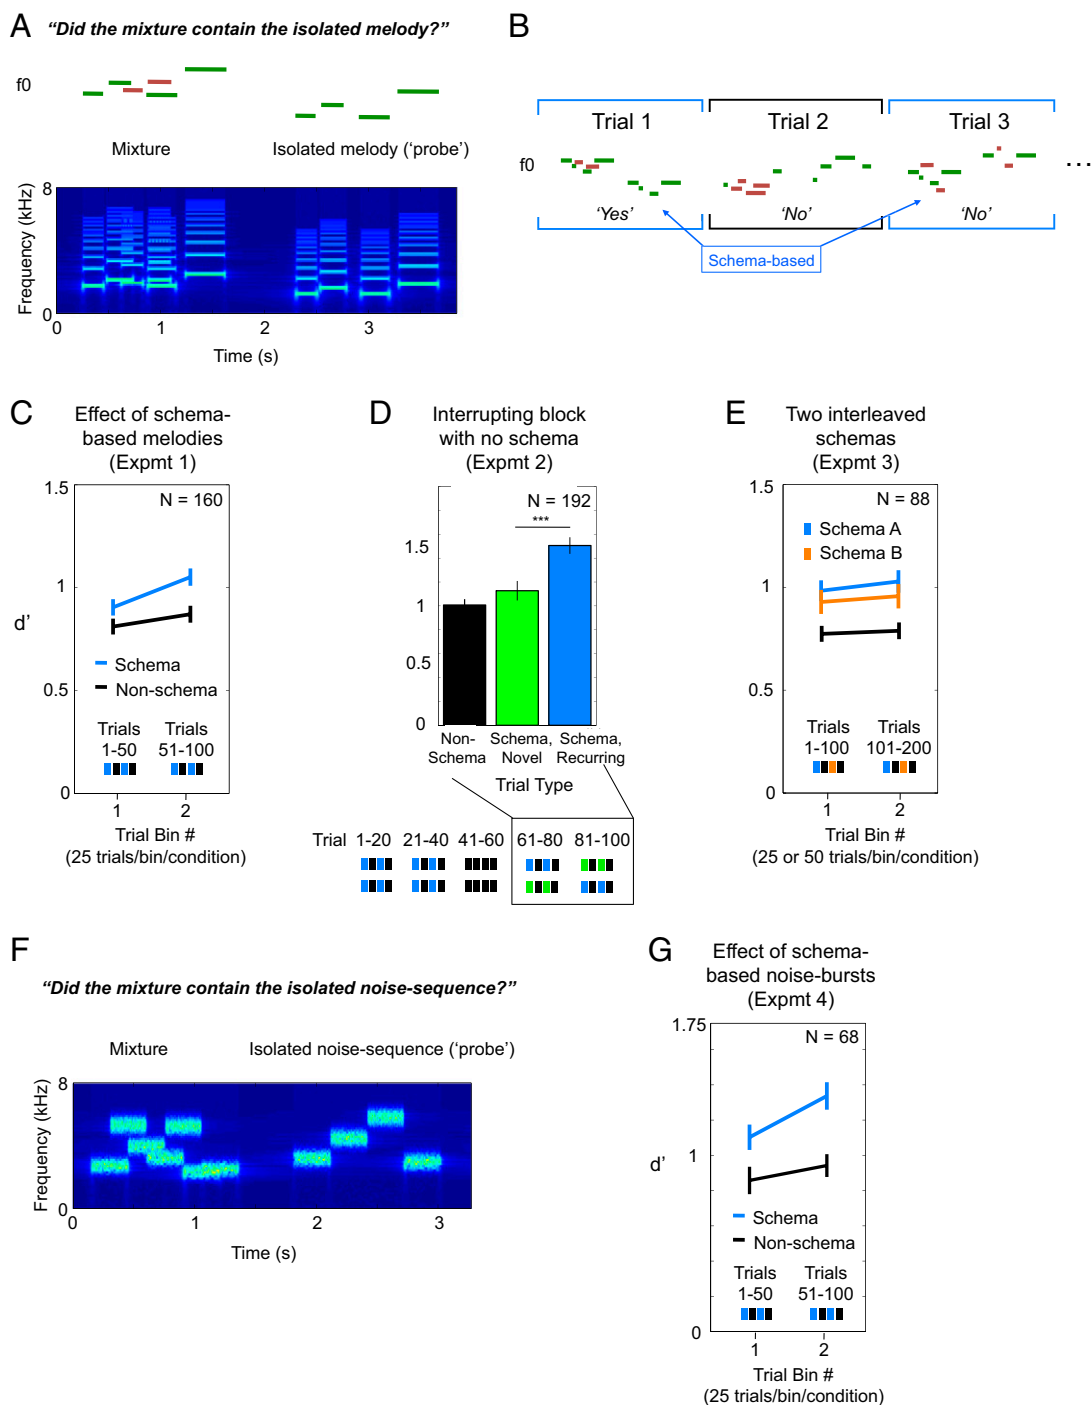 A
"Did the mixture contain the isolated melody?"
f0
Mixture
Isolated melody ('probe')
8
0
Frequency (kHz)
0 1 2 3
Time (s)
B
Trial 1 Trial 2 Trial 3
f0
...
'Yes' 'No' 'No'
Schema-based
C
Effect of schema-
based melodies
(Expmt 1)
1.5
N = 160
1
d'
Schema
Non-schema
0.5
Trials Trials
1-50 51-100
0
1 2
Trial Bin #
(25 trials/bin/condition)
D
Interrupting block
with no schema
(Expmt 2)
N = 192
***
1.5
1
0.5
0
Non-
Schema
Schema,
Novel
Schema,
Recurring
Trial Type
Trial 1-20 21-40 41-60 61-80 81-100
E
Two interleaved
schemas
(Expmt 3)
1.5
N = 88
Schema A
Schema B
1
0.5
Trials Trials
1-100 101-200
0
1 2
Trial Bin #
(25 or 50 trials/bin/condition)
F
"Did the mixture contain the isolated noise-sequence?"
Mixture
Isolated noise-sequence ('probe')
8
0
Frequency (kHz)
0 1 2 3
Time (s)
G
Effect of schema-
based noise-bursts
(Expmt 4)
1.75
N = 68
1
d'
Schema
Non-schema
Trials Trials
1-50 51-100
0
1 2
Trial Bin #
(25 trials/bin/condition)